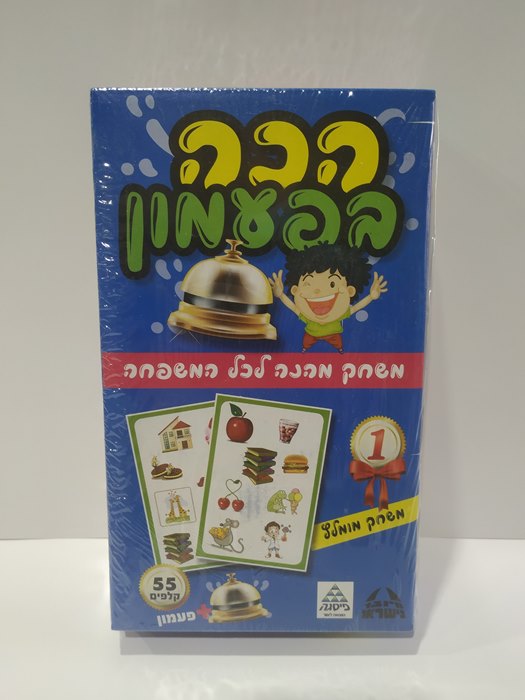 הכה
בפעמון
משחק מהנה לכל המשפחה
1
משחק מומלץ
55
קלפים
+ פעמון
פיסגה